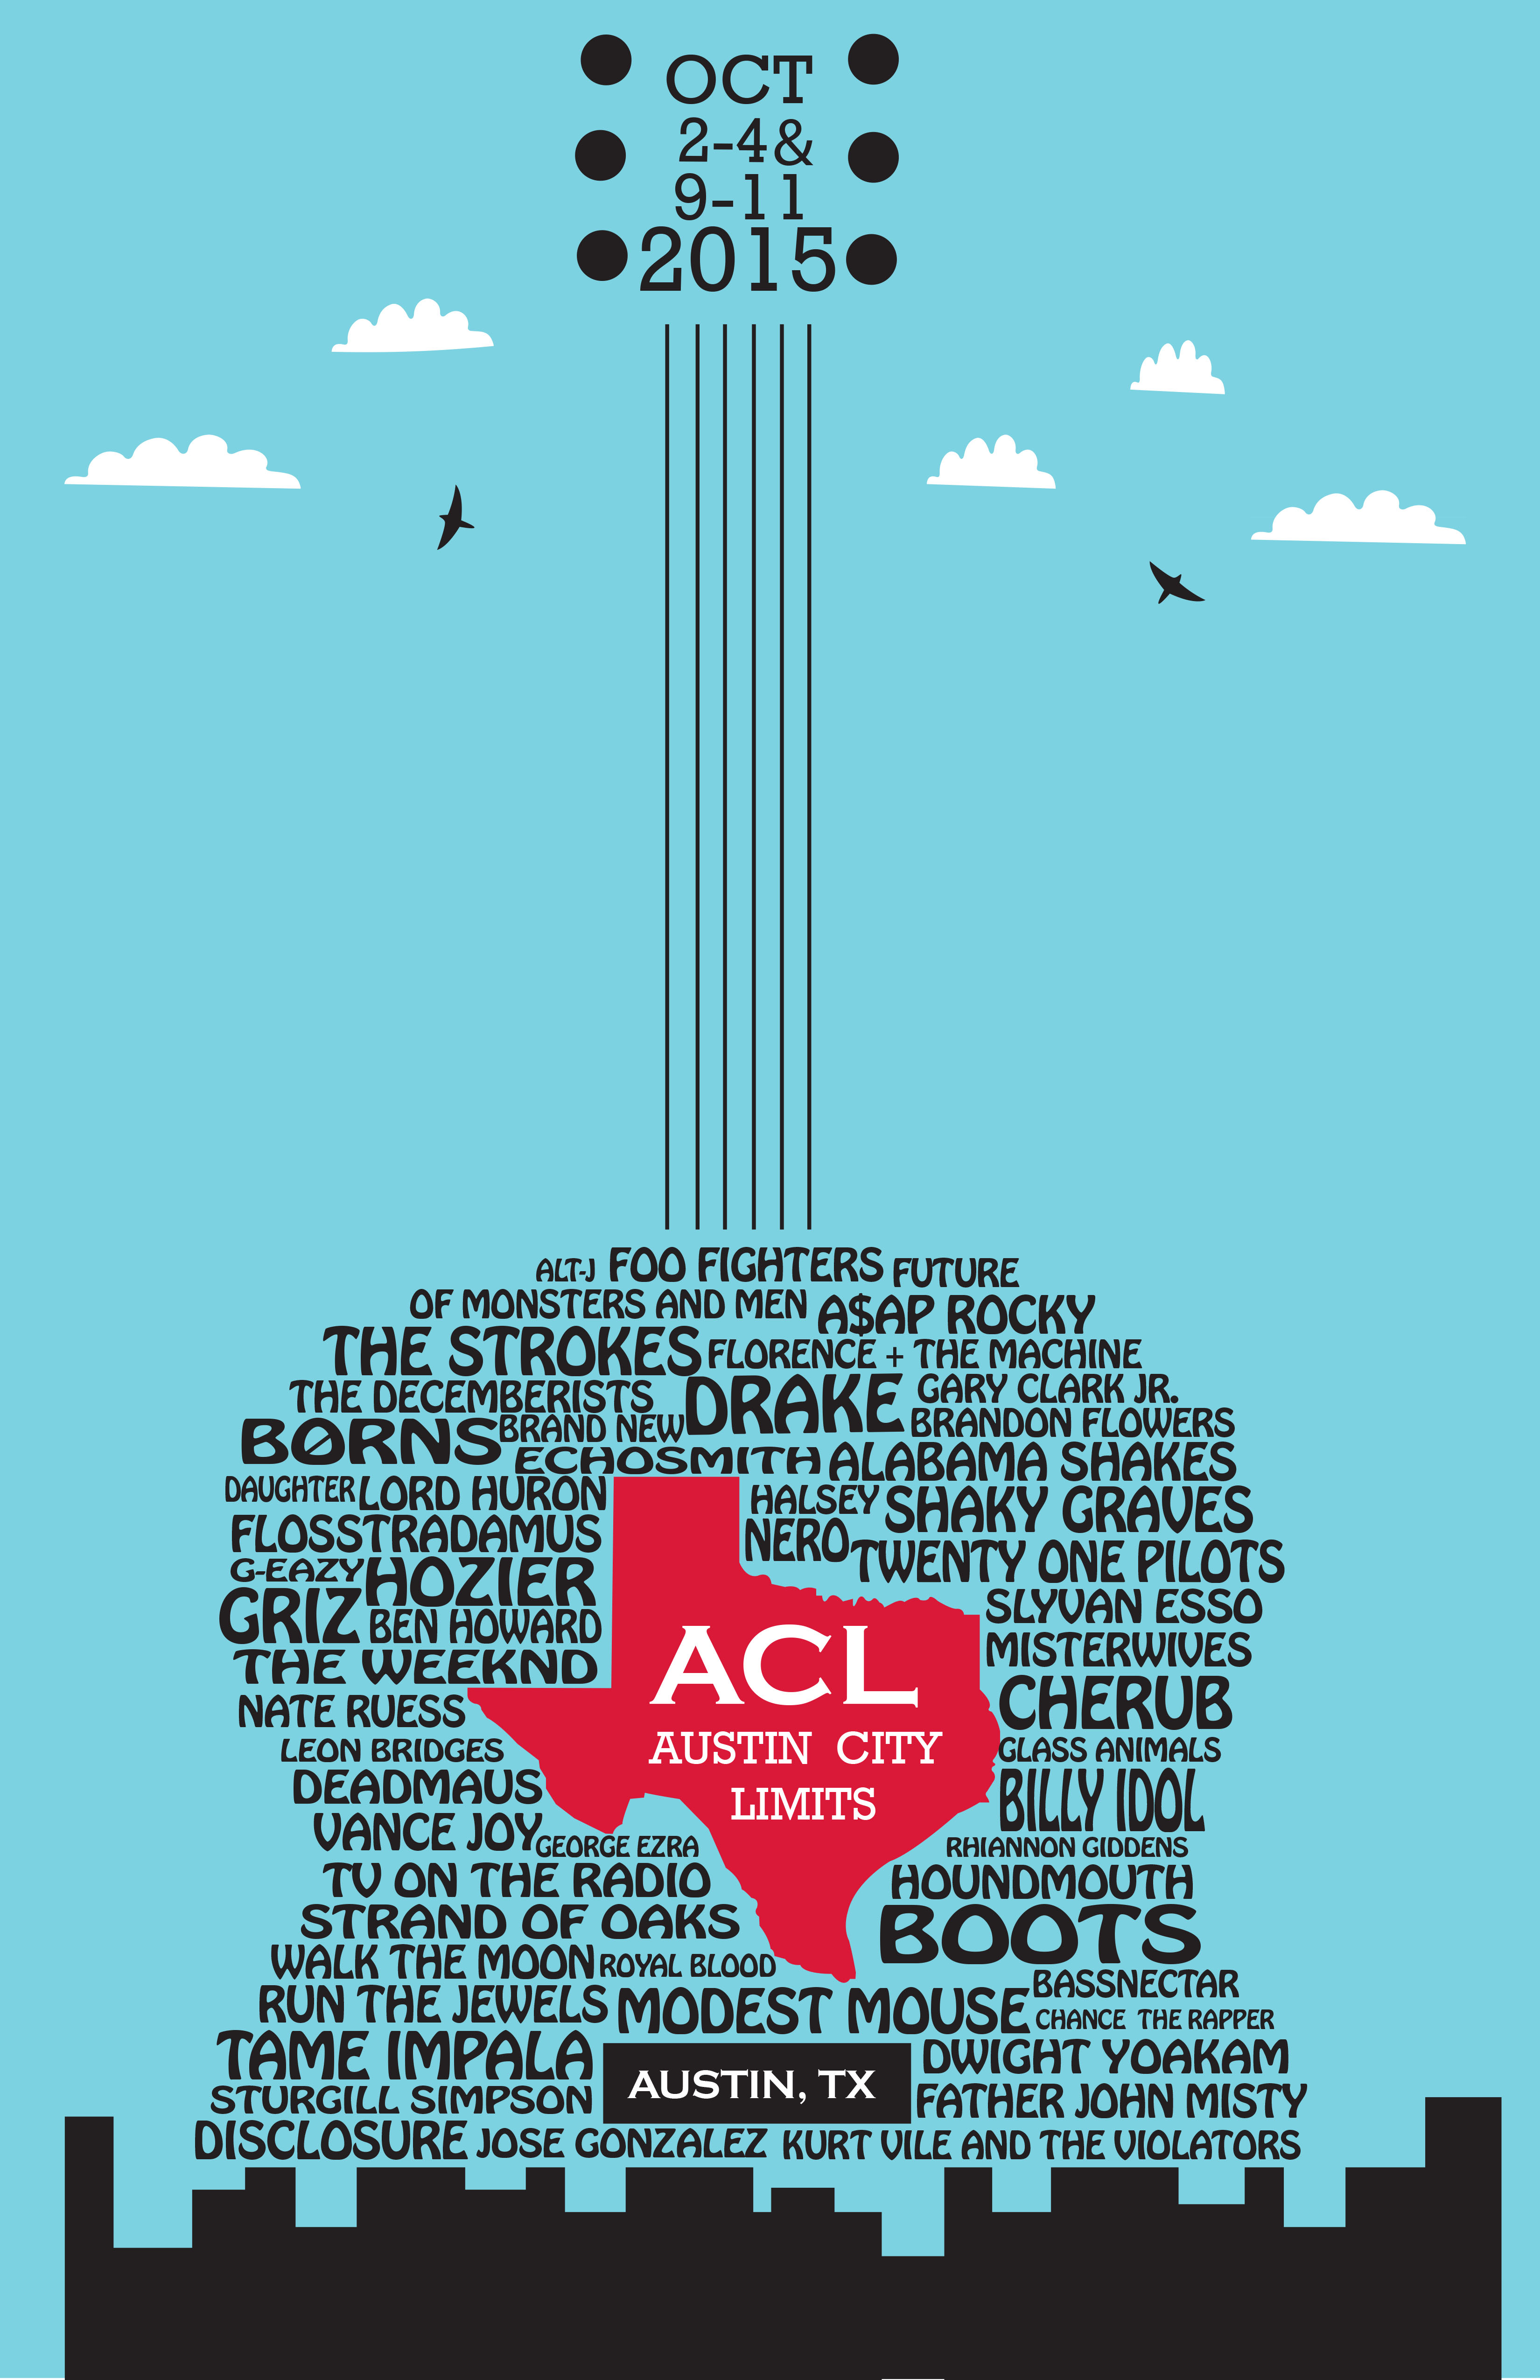 OCT
2-4&
9-11
2015
ALT-J FOO FIGHTERS FUTURE
OF MONSTERS AND MEN A$AP ROCKY
THE STROKES FLORENCE + THE MACHINE
THE DECEMBERISTS DRAKE GARY CLARK JR.
BØRNS BRAND NEW BRANDON FLOWERS
ECHOSMITH ALABAMA SHAKES
DAUGHTER LORD HURON HALSEY SHAKY GRAVES
FLOSSTRADAMUS NERO TWENTY ONE PILOTS
G-EAZY HOZIER SLYVAN ESSO
GRIZ BEN HOWARD MISTERWIVES
THE WEEKND ACL CHERUB
NATE RUESS AUSTIN CITY GLASS ANIMALS
LEON BRIDGES LIMITS BILLY IDOL
DEADMAUS
VANCE JOY GEORGE EZRA RHIANNON GIDDENS
TV ON THE RADIO HOUNDMOUTH
STRAND OF OAKS BOOTS
WALK THE MOON ROYAL BLOOD BASSNECTAR
RUN THE JEWELS MODEST MOUSE CHANCE THE RAPPER
TAME IMPALA AUSTIN, TX DWIGHT YOAKAM
STURGILL SIMPSON FATHER JOHN MISTY
DISCLOSURE JOSE GONZALEZ KURT VILE AND THE VIOLATORS